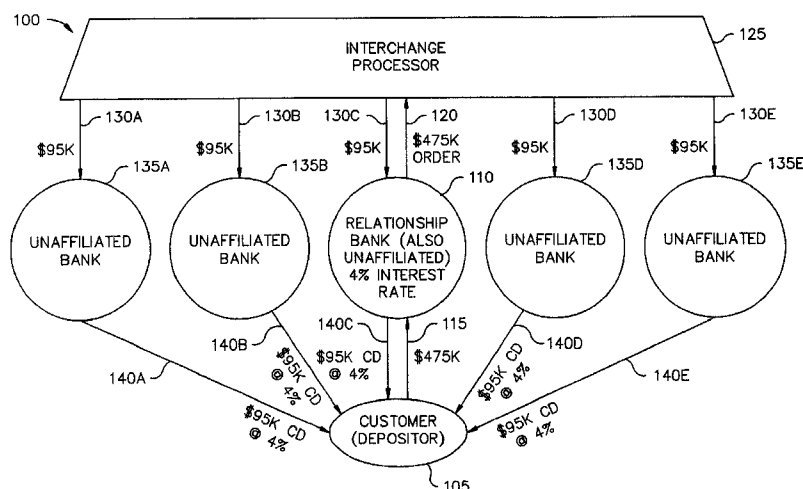 100
INTERCHANGE
PROCESSOR
125
130A
130B
130C
120
130D
130E
$95K
$95K
$95K
$475K
ORDER
$95K
$95K
135A
135B
110
135D
135E
UNAFFILIATED
BANK
UNAFFILIATED
BANK
RELATIONSHIP
BANK (ALSO
UNAFFILIATED)
4% INTEREST
RATE
UNAFFILIATED
BANK
UNAFFILIATED
BANK
140A
140B
140C
115
140D
140E
$95K CD
@ 4%
$95K CD
@ 4%
$95K CD
@ 4%
$475K
$95K CD
@ 4%
$95K CD
@ 4%
CUSTOMER
(DEPOSITOR)
105